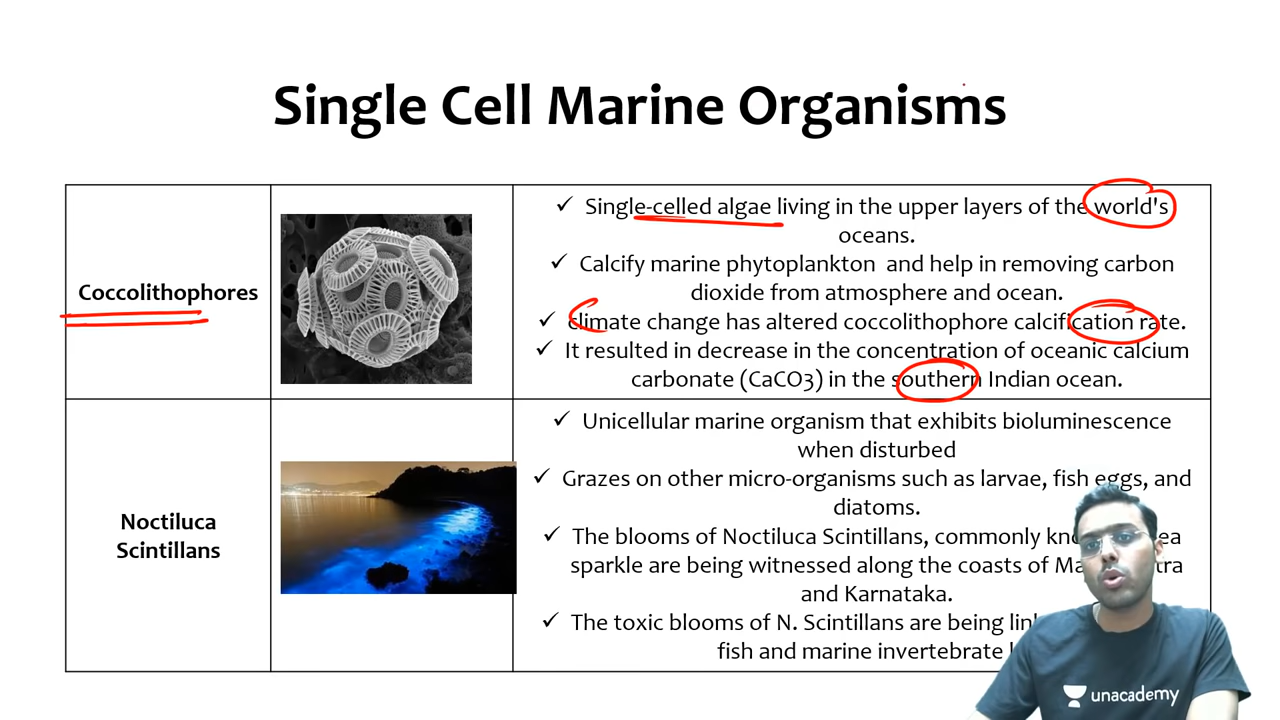 Single Cell Marine Organisms
Coccolithophores
✓ Single-celled algae living in the upper layers of the world's
oceans.
✓ Calcify marine phytoplankton and help in removing carbon
dioxide from atmosphere and ocean.
✓ climate change has altered coccolithophore calcification rate.
✓ It resulted in decrease in the concentration of oceanic calcium
carbonate (CaCO3) in the southern Indian ocean.
Noctiluca
Scintillans
✓ Unicellular marine organism that exhibits bioluminescence
when disturbed
✓ Grazes on other micro-organisms such as larvae, fish eggs, and
diatoms.
✓ The blooms of Noctiluca Scintillans, commonly
sparkle are being witnessed along the coasts of
and Karnataka.
✓ The toxic blooms of N. Scintillans are being
fish and marine invertebrate
unacademy